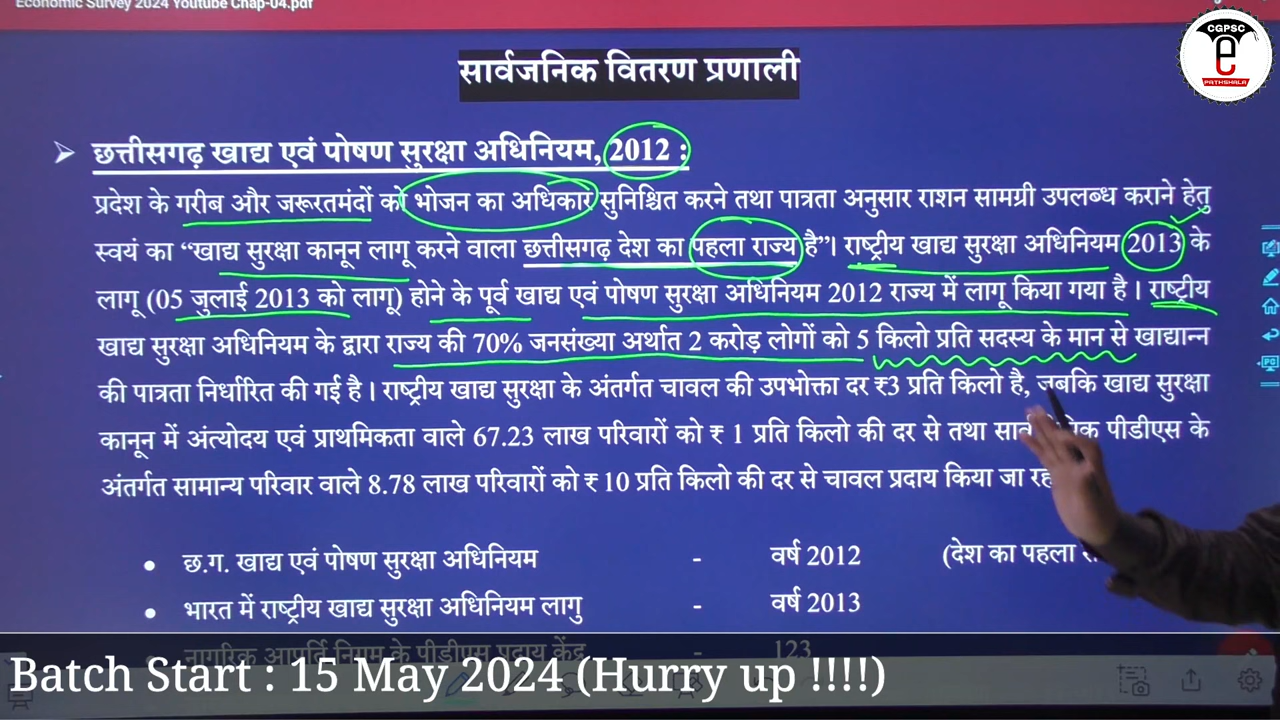 Economic Survey 2024 Youtube Chap-04.pdf
CGPSC
e
PATHSHALA
सार्वजनिक वितरण प्रणाली
➤ छत्तीसगढ़ खाद्य एवं पोषण सुरक्षा अधिनियम, 2012 :
प्रदेश के गरीब और जरूरतमंदों को भोजन का अधिकार सुनिश्चित करने तथा पात्रता अनुसार राशन सामग्री उपलब्ध कराने हेतु
स्वयं का “खाद्य सुरक्षा कानून लागू करने वाला छत्तीसगढ़ देश का पहला राज्य है”। राष्ट्रीय खाद्य सुरक्षा अधिनियम 2013 के
लागू (05 जुलाई 2013 को लागू) होने के पूर्व खाद्य एवं पोषण सुरक्षा अधिनियम 2012 राज्य में लागू किया गया है। राष्ट्रीय
खाद्य सुरक्षा अधिनियम के द्वारा राज्य की 70% जनसंख्या अर्थात 2 करोड़ लोगों को 5 किलो प्रति सदस्य के मान से खाद्यान्न
की पात्रता निर्धारित की गई है। राष्ट्रीय खाद्य सुरक्षा के अंतर्गत चावल की उपभोक्ता दर ₹3 प्रति किलो है, जबकि खाद्य सुरक्षा
कानून में अंत्योदय एवं प्राथमिकता वाले 67.23 लाख परिवारों को ₹ 1 प्रति किलो की दर से तथा पीडीएस के
अंतर्गत सामान्य परिवार वाले 8.78 लाख परिवारों को ₹ 10 प्रति किलो की दर से चावल प्रदाय किया जा
• छ.ग. खाद्य एवं पोषण सुरक्षा अधिनियम - वर्ष 2012 (देश का पहला
• भारत में राष्ट्रीय खाद्य सुरक्षा अधिनियम लागु - वर्ष 2013
• नागरिक आपूर्ति निगम के पीडीएस प्रदाय केंद्र - 123
Batch Start : 15 May 2024 (Hurry up !!!!)